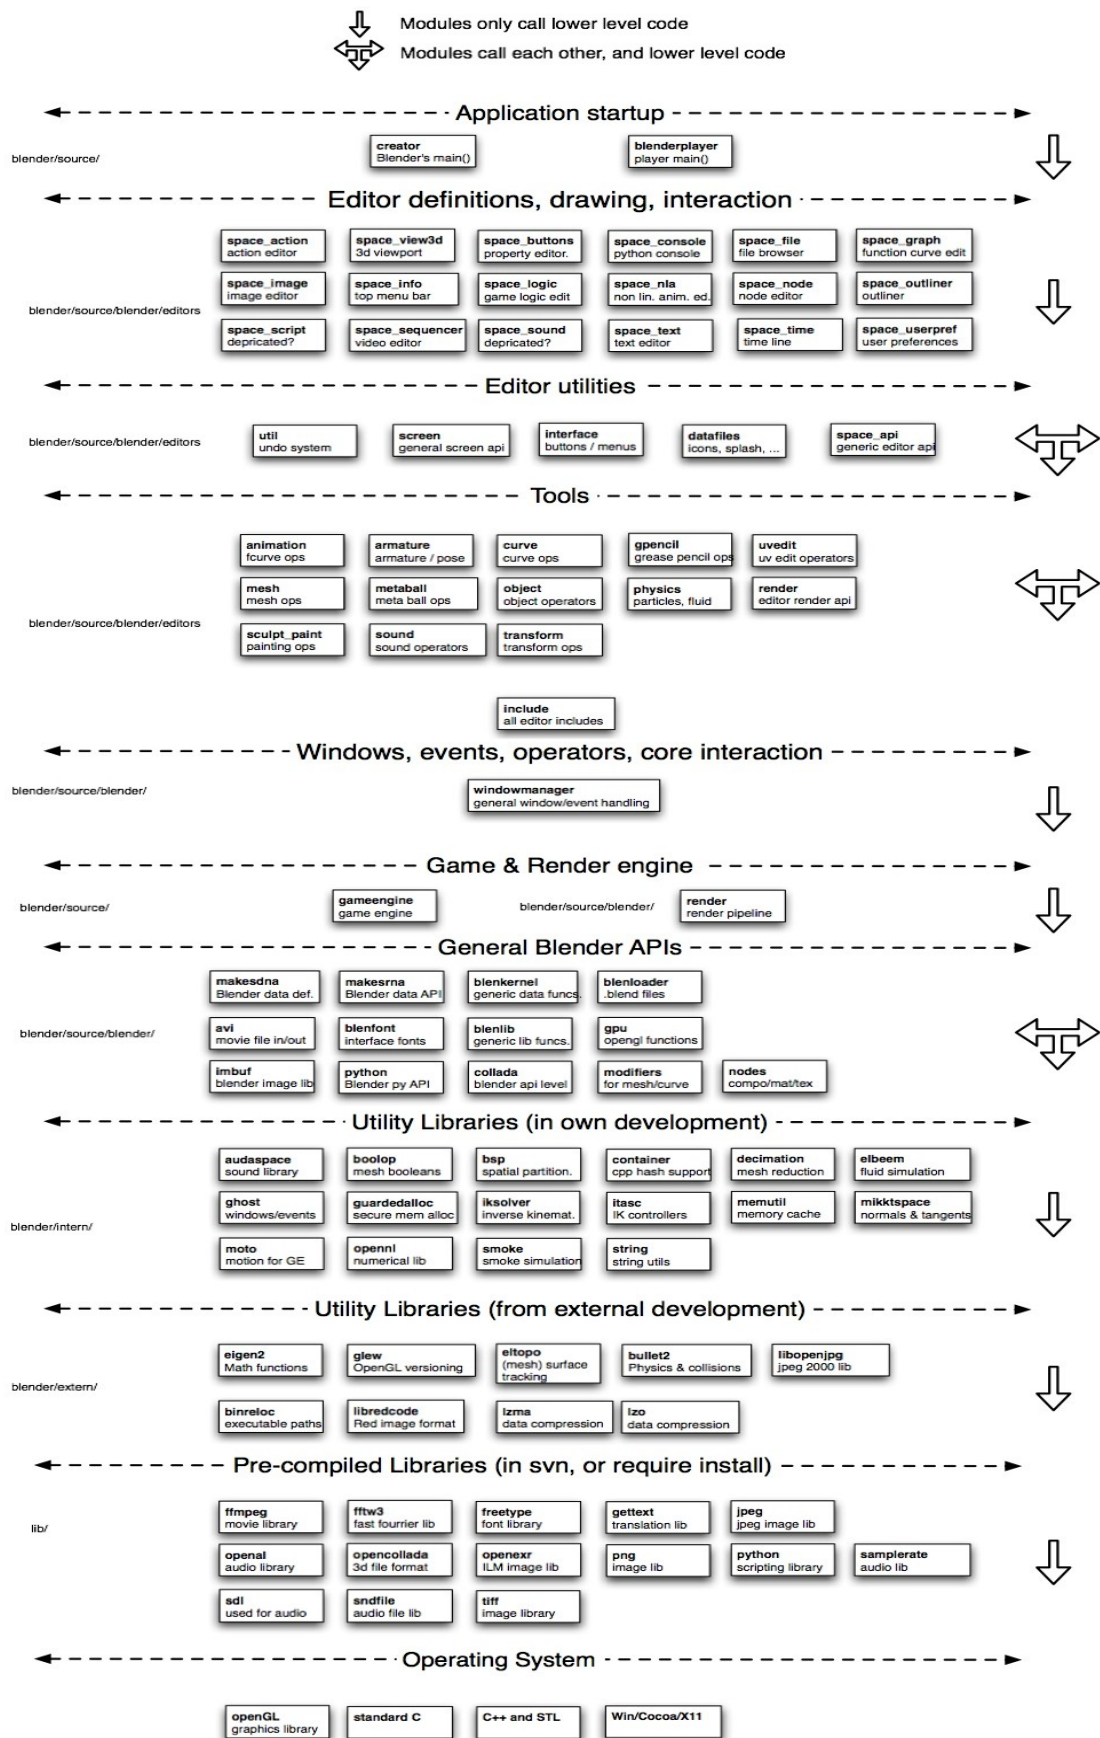 Modules only call lower level code
Modules call each other, and lower level code
Application startup
blender/source/
creator
Blender's main()
blenderplayer
player main()
Editor definitions, drawing, interaction
blender/source/blender/editors
space_action
action editor
space_view3d
3d viewport
space_buttons
property editor.
space_console
python console
space_file
file browser
space_graph
function curve edit
space_image
image editor
space_info
top menu bar
space_logic
game logic edit
space_nla
non lin. anim. ed.
space_node
node editor
space_outliner
outliner
space_script
depricated?
space_sequencer
video editor
space_sound
depricated?
space_text
text editor
space_time
time line
space_userpref
user preferences
Editor utilities
blender/source/blender/editors
util
undo system
screen
general screen api
interface
buttons / menus
datafiles
icons, splash, ...
space_api
generic editor api
Tools
blender/source/blender/editors
animation
fcurve ops
armature
armature / pose
curve
curve ops
gpencil
grease pencil ops
uvedit
uv edit operators
mesh
mesh ops
metaball
meta ball ops
object
object operators
physics
particles, fluid
render
editor render api
sculpt_paint
painting ops
sound
sound operators
transform
transform ops
include
all editor includes
Windows, events, operators, core interaction
blender/source/blender/
windowmanager
general window/event handling
Game & Render engine
blender/source/
gameengine
game engine
blender/source/blender/
render
render pipeline
General Blender APIs
blender/source/blender/
makesdna
Blender data def.
makesrna
Blender data API
blenkernel
generic data funcs.
blenloader
.blend files
avi
movie file in/out
blenfont
interface fonts
blenlib
generic lib funcs.
gpu
opengl functions
imbuf
blender image lib
python
Blender py API
collada
blender api level
modifiers
for mesh/curve
nodes
compo/mat/tex
Utility Libraries (in own development)
blender/intern/
audaspace
sound library
boolop
mesh booleans
bsp
spatial partition.
container
cpp hash support
decimation
mesh reduction
elbeem
fluid simulation
ghost
windows/events
guardedalloc
secure mem alloc
iksolver
inverse kinemat.
itasc
IK controllers
memutil
memory cache
mikktspace
normals & tangents
moto
motion for GE
opennl
numerical lib
smoke
smoke simulation
string
string utils
Utility Libraries (from external development)
blender/extern/
eigen2
Math functions
glew
OpenGL versioning
eltopo
(mesh) surface
tracking
bullet2
Physics & collisions
libopenjpg
jpeg 2000 lib
binreloc
executable paths
libredcode
Red image format
lzma
data compression
lzo
data compression
Pre-compiled Libraries (in svn, or require install)
lib/
ffmpeg
movie library
fftw3
fast fourrier lib
freetype
font library
gettext
translation lib
jpeg
jpeg image lib
openal
audio library
opencollada
3d file format
openexr
ILM image lib
png
image lib
python
scripting library
samplerate
audio lib
sdl
used for audio
sndfile
audio file lib
tiff
image library
Operating System
openGL
graphics library
standard C
C++ and STL
Win/Cocoa/X11